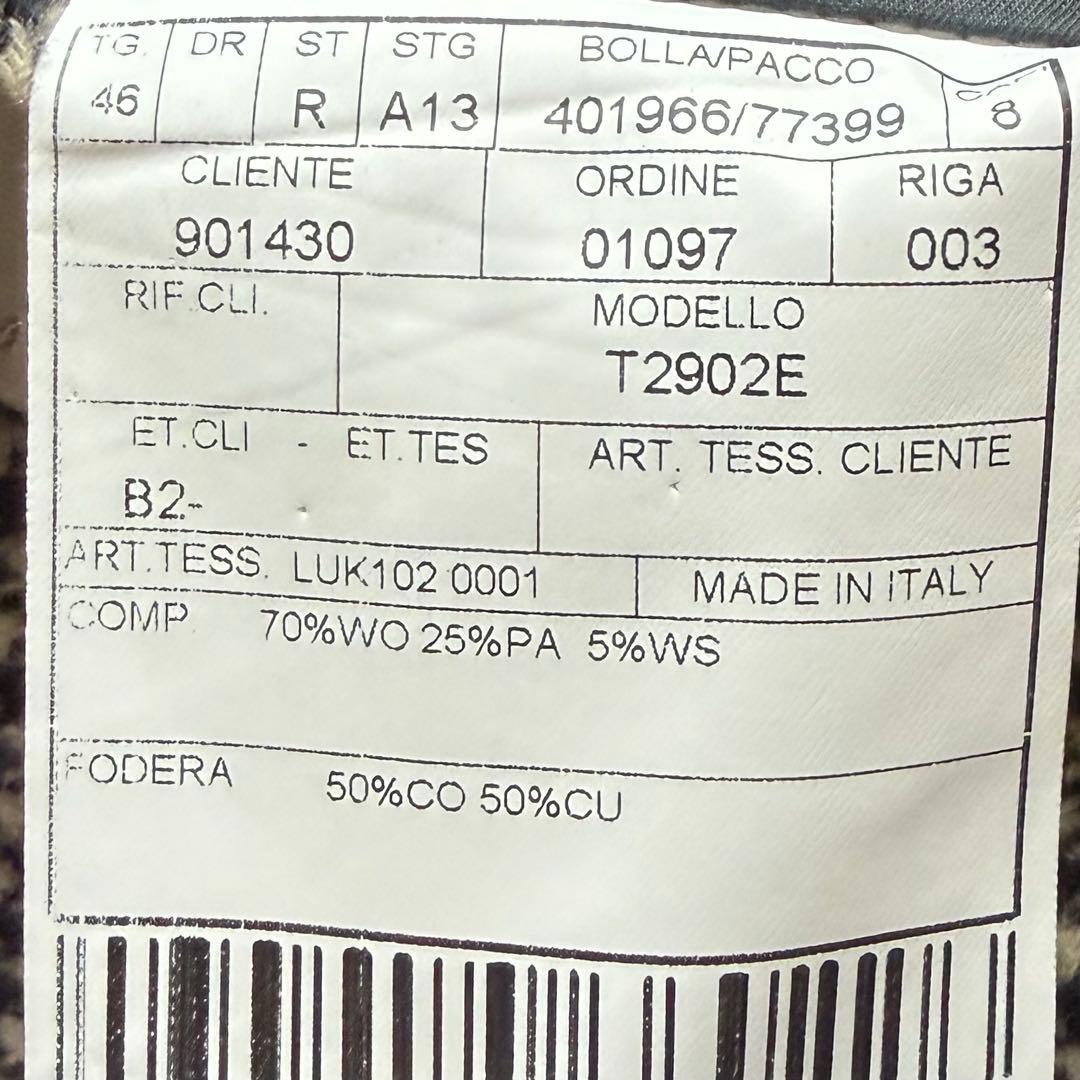 TG. DR ST STG BOLLA/PACCO
46 R A13 401966/77399 8
CLIENTE ORDINE RIGA
901430 01097 003
RIF.CLI. MODELLO
T2902E
ET.CLI - ET.TES ART. TESS. CLIENTE
B2-
ART.TESS. LUK102 0001 MADE IN ITALY
COMP 70%WO 25%PA 5%WS
FODERA 50%CO 50%CU